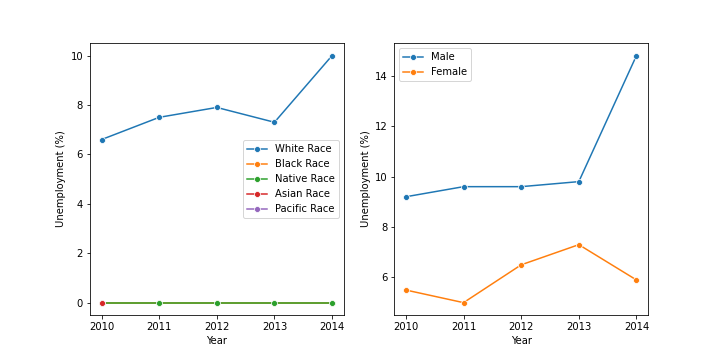 10
8
6
4
2
0
Unemployment (%)
2010 2011 2012 2013 2014
Year
White Race
Black Race
Native Race
Asian Race
Pacific Race
14
12
10
8
6
Unemployment (%)
2010 2011 2012 2013 2014
Year
Male
Female